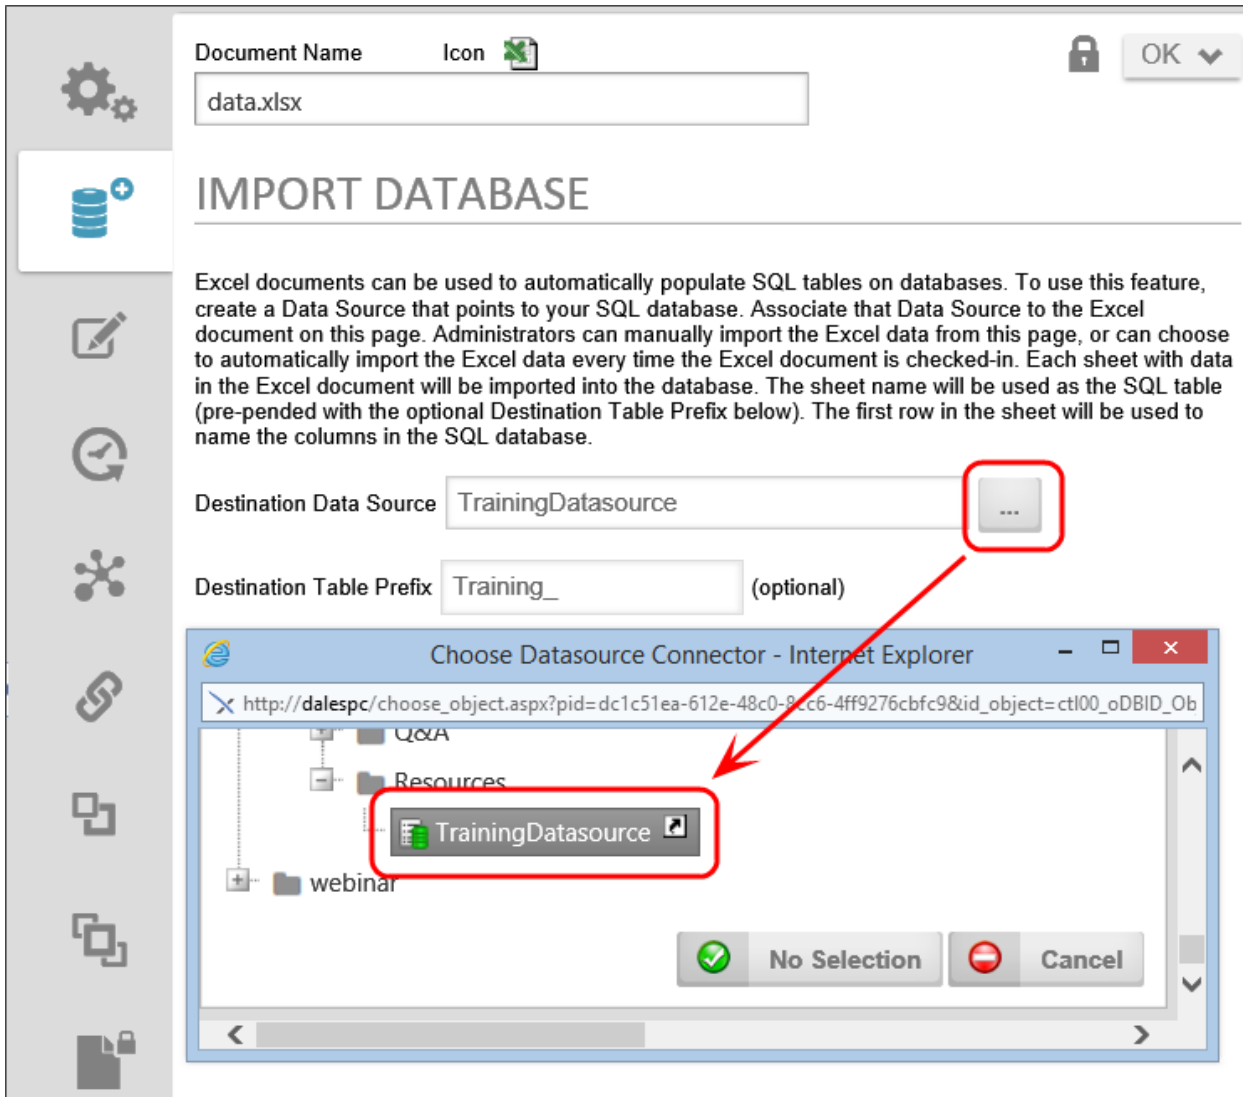 Document Name Icon
OK
data.xlsx
IMPORT DATABASE
Excel documents can be used to automatically populate SQL tables on databases. To use this feature,
create a Data Source that points to your SQL database. Associate that Data Source to the Excel
document on this page. Administrators can manually import the Excel data from this page, or can choose
to automatically import the Excel data every time the Excel document is checked-in. Each sheet with data
in the Excel document will be imported into the database. The sheet name will be used as the SQL table
(pre-pended with the optional Destination Table Prefix below). The first row in the sheet will be used to
name the columns in the SQL database.
Destination Data Source TrainingDatasource ...
Destination Table Prefix Training_ (optional)
Choose Datasource Connector - Internet Explorer
http://dalespc/choose_object.aspx?pid=dc1c51ea-612e-48c0-8cc6-4ff9276cbfc9&id_object=ctl00_oDBID_Ob
Q&A
Resources
TrainingDatasource
webinar
No Selection Cancel